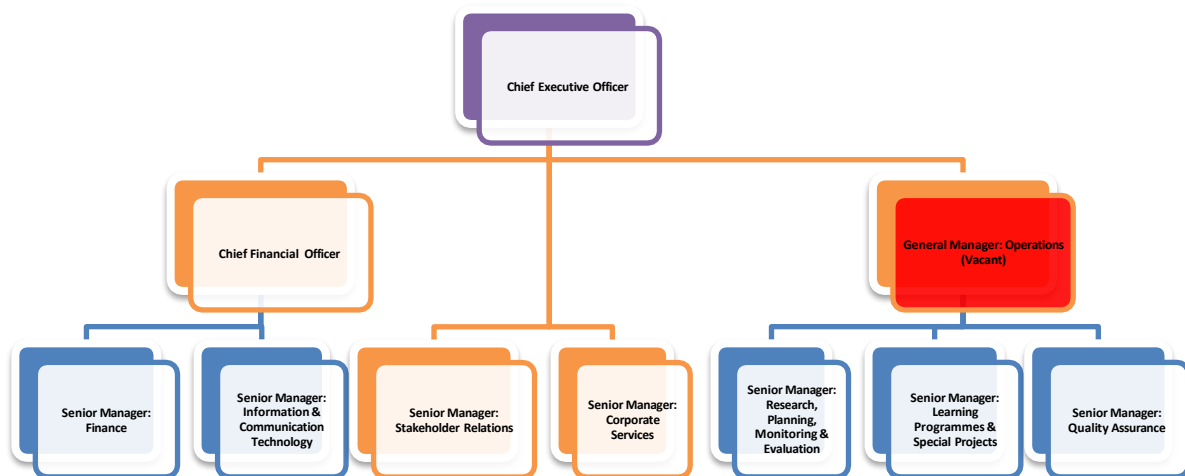 Chief Executive Officer
Chief Financial Officer
General Manager: Operations
(Vacant)
Senior Manager:
Finance
Senior Manager:
Information &
Communication
Technology
Senior Manager:
Stakeholder Relations
Senior Manager:
Corporate
Services
Senior Manager:
Research,
Planning,
Monitoring &
Evaluation
Senior Manager:
Learning
Programmes &
Special Projects
Senior Manager:
Quality Assurance